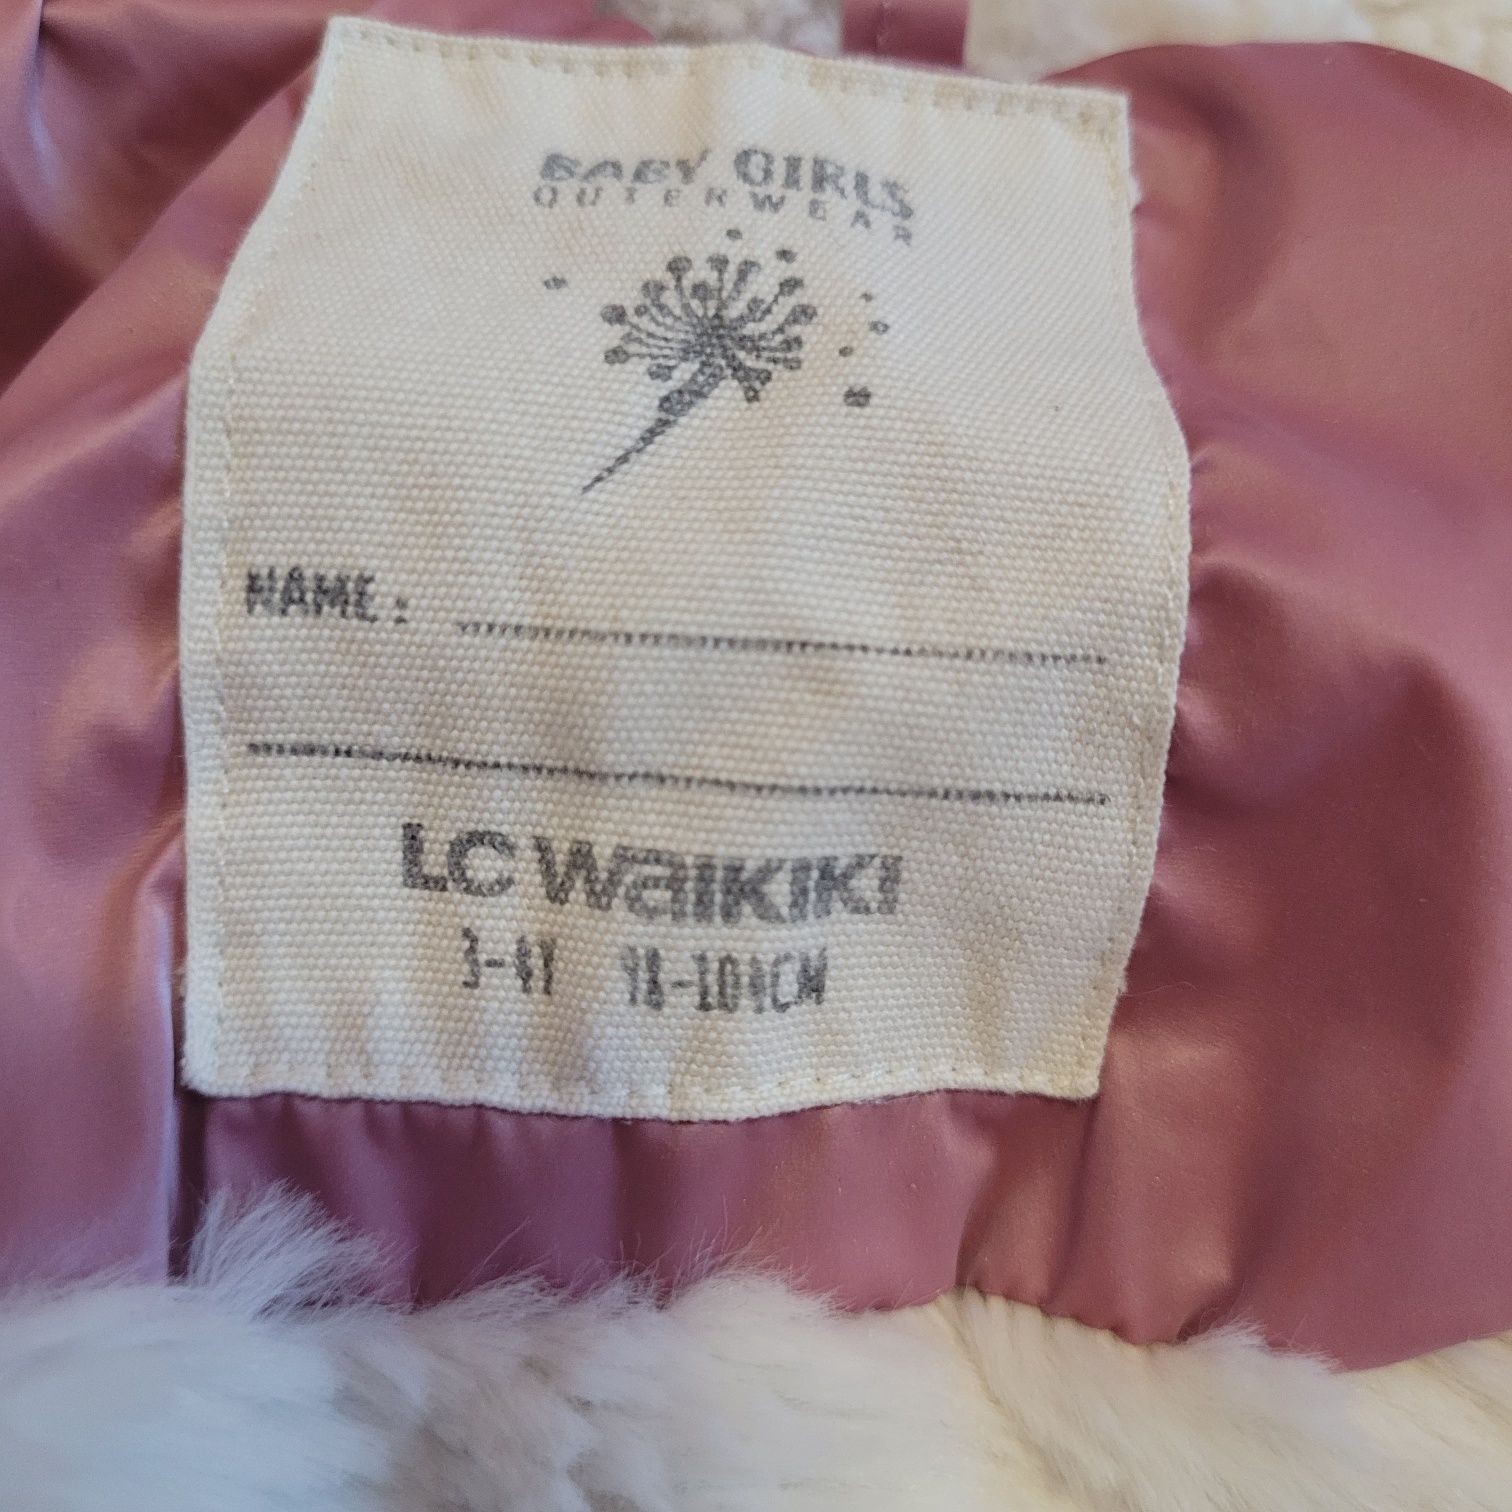 BABY GIRLS
OUTERWEAR
NAME:
LC WaIKIKI
3-4Y 98-104CM